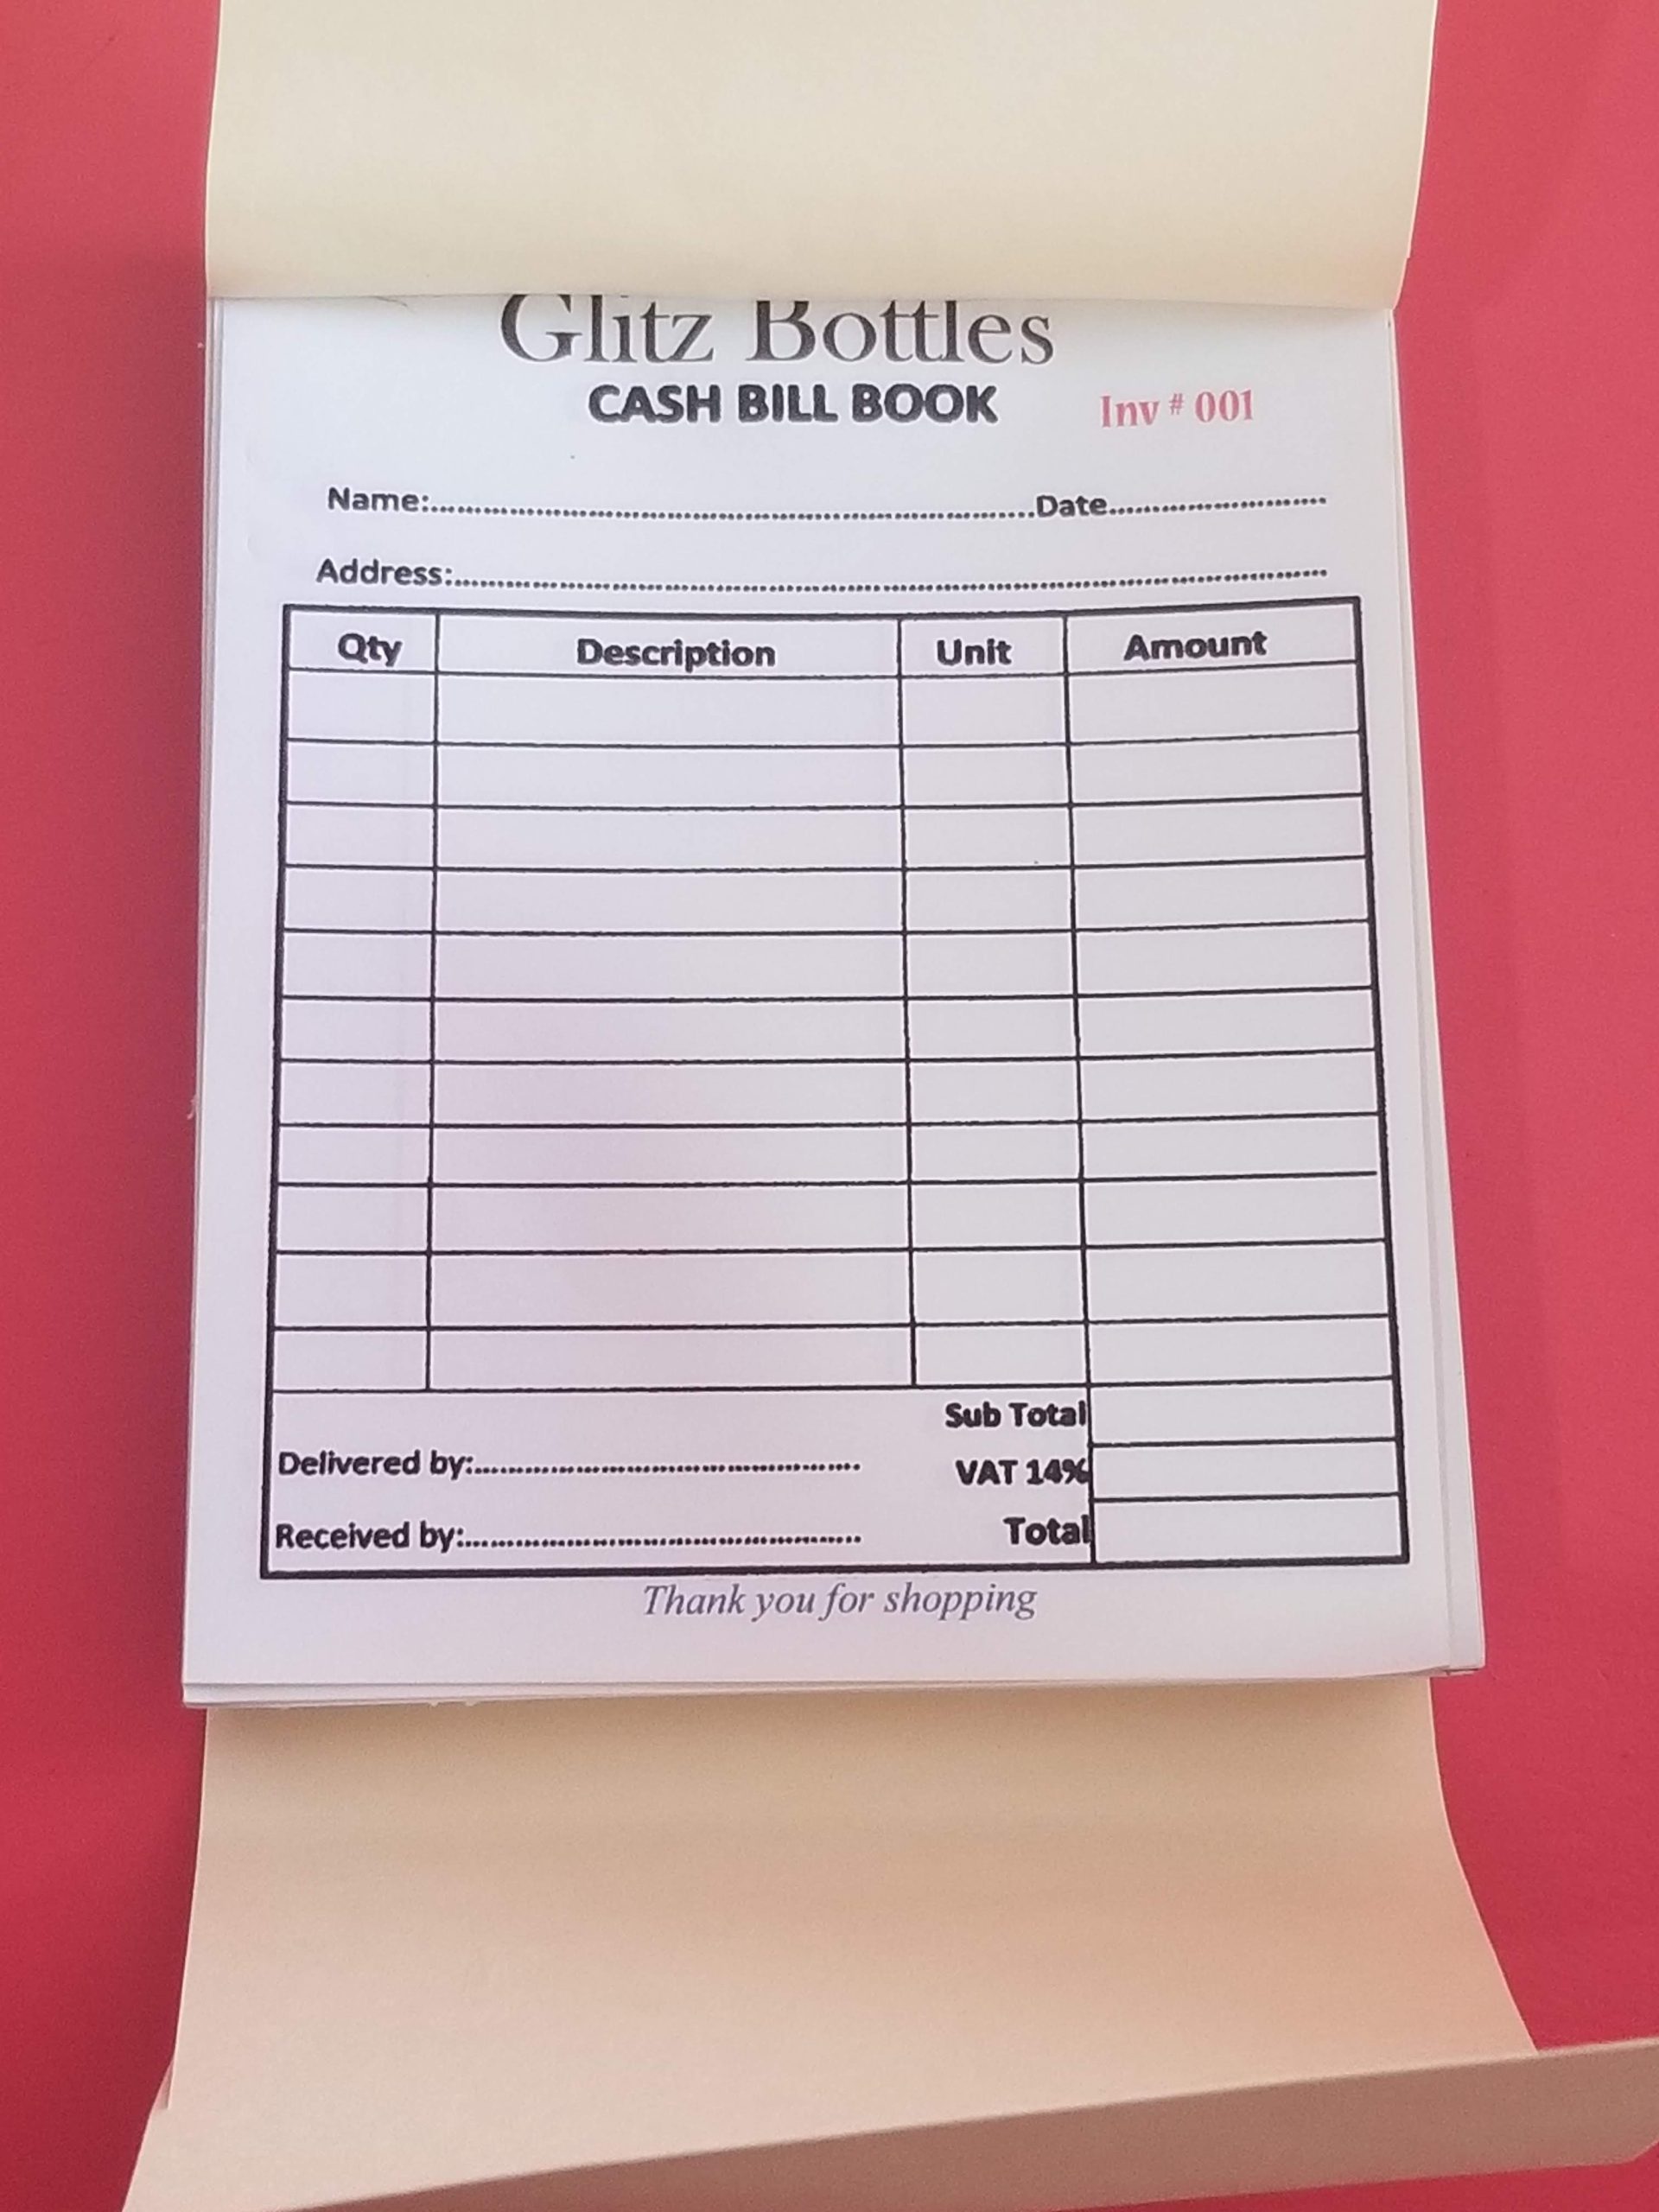 Glitz Bottles
CASH BILL BOOK Inv # 001
Name:..........................................................................Date..........................
Address:..........................................................................................................
Qty Description Unit Amount
Sub Total
Delivered by:................................................ VAT 14%
Received by:................................................. Total
Thank you for shopping